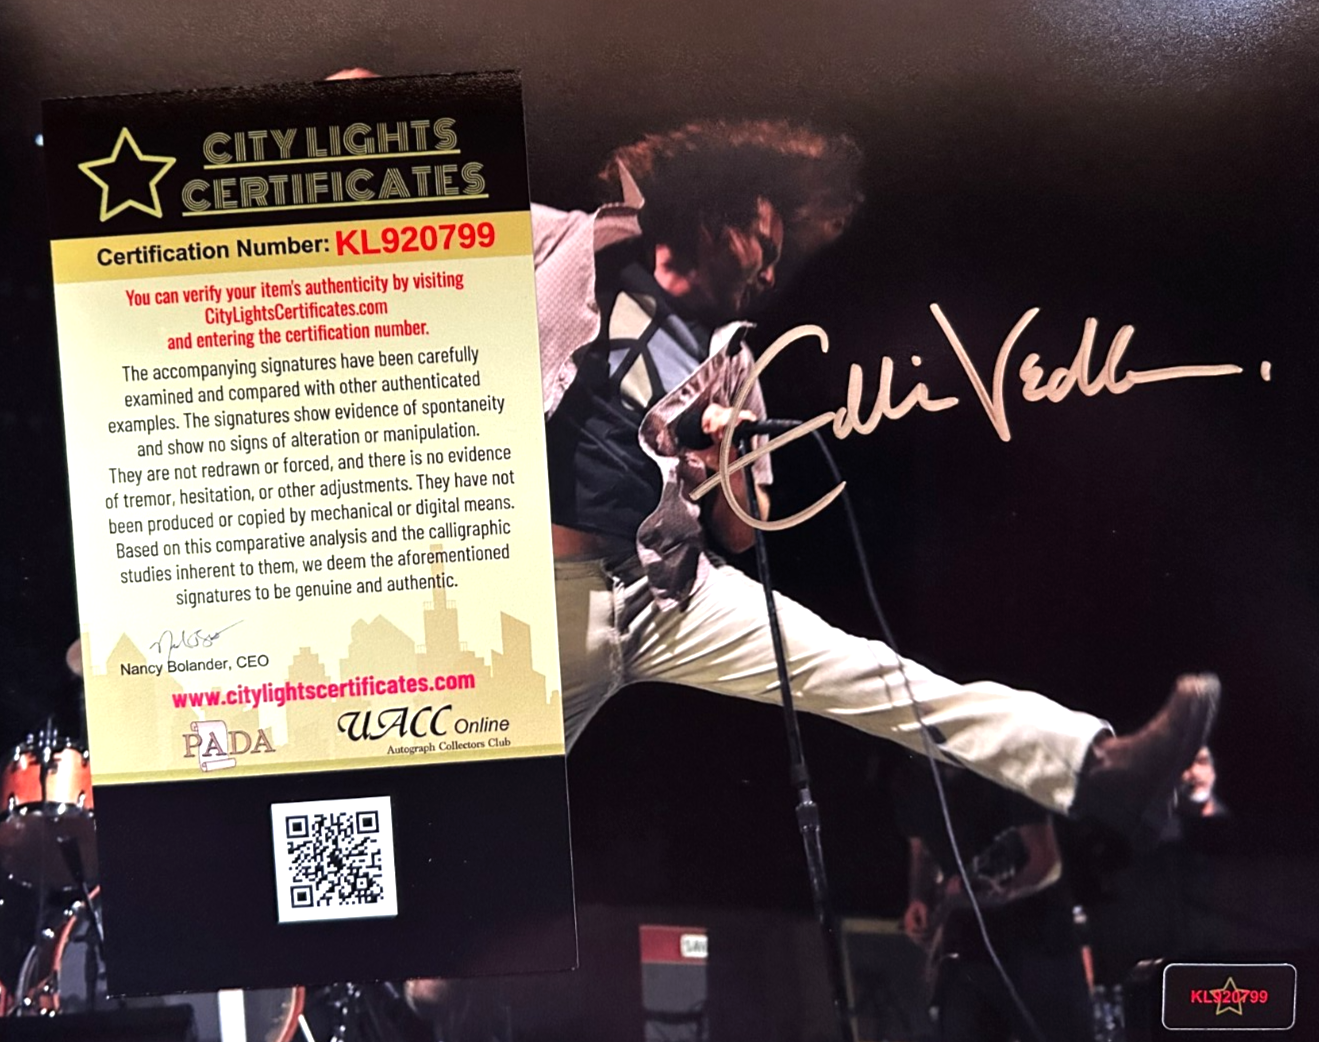 CITY LIGHTS
CERTIFICATES
Certification Number: KL920799
You can verify your item's authenticity by visiting
CityLightsCertificates.com
and entering the certification number.
The accompanying signatures have been carefully
examined and compared with other authenticated
examples. The signatures show evidence of spontaneity
and show no signs of alteration or manipulation.
They are not redrawn or forced, and there is no evidence
of tremor, hesitation, or other adjustments. They have not
been produced or copied by mechanical or digital means.
Based on this comparative analysis and the calligraphic
studies inherent to them, we deem the aforementioned
signatures to be genuine and authentic.
Nancy Bolander, CEO
www.citylightscertificates.com
PADA
UACC Online
Autograph Collectors Club
Eddie Vedder
KL920799